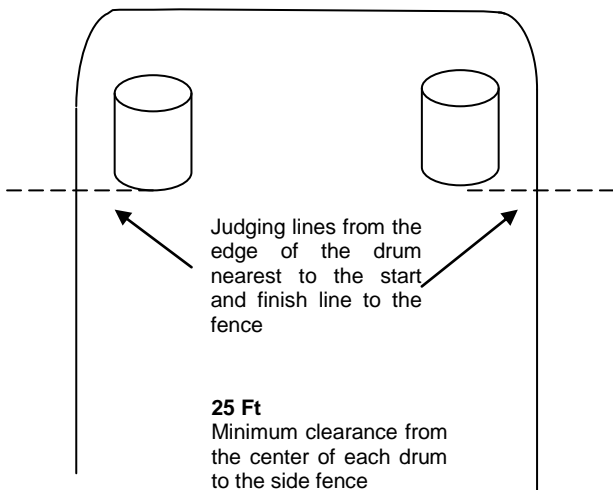 Judging lines from the
edge of the drum
nearest to the start
and finish line to the
fence
25 Ft
Minimum clearance from
the center of each drum
to the side fence